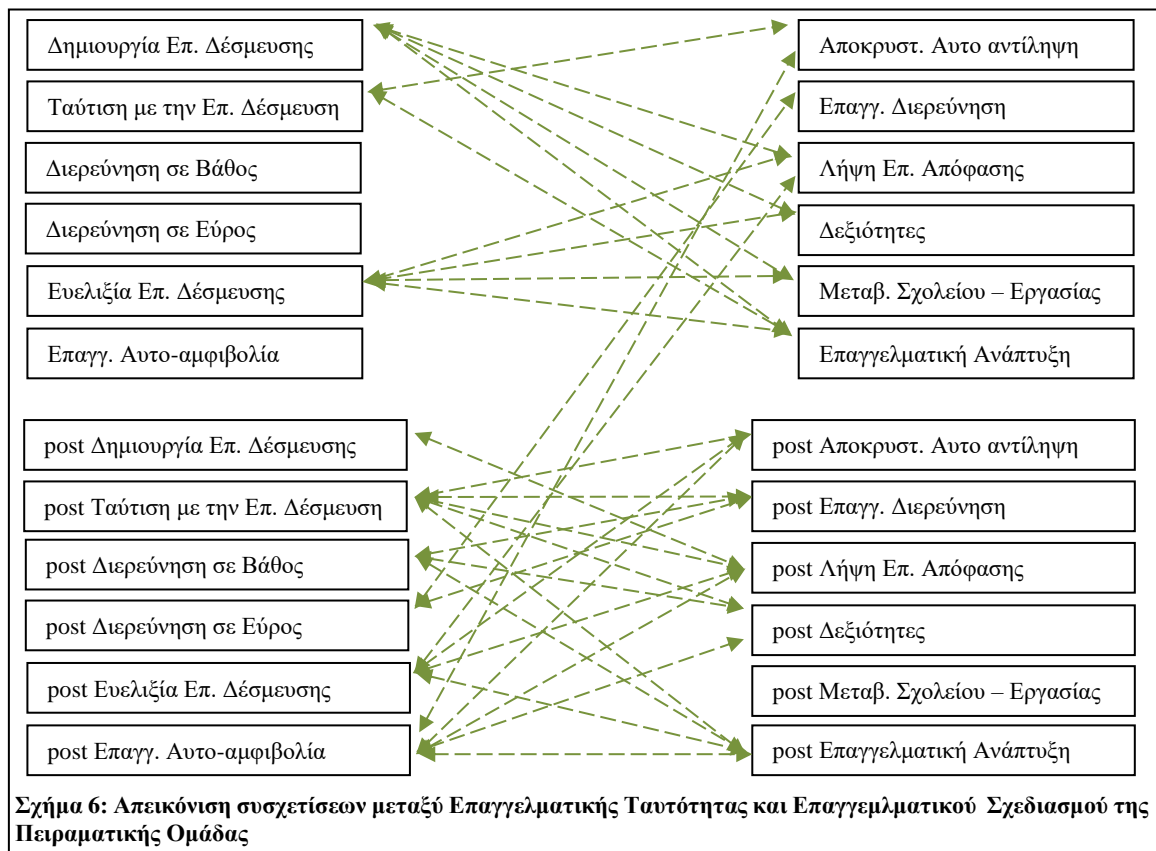 Δημιουργία Επ. Δέσμευσης
Αποκρυστ. Αυτο αντίληψη
Ταύτιση με την Επ. Δέσμευση
Επαγγ. Διερεύνηση
Διερεύνηση σε Βάθος
Λήψη Επ. Απόφασης
Διερεύνηση σε Εύρος
Δεξιότητες
Ευελιξία Επ. Δέσμευσης
Μεταβ. Σχολείου – Εργασίας
Επαγγ. Αυτο-αμφιβολία
Επαγγελματική Ανάπτυξη
post Δημιουργία Επ. Δέσμευσης
post Αποκρυστ. Αυτο αντίληψη
post Ταύτιση με την Επ. Δέσμευση
post Επαγγ. Διερεύνηση
post Διερεύνηση σε Βάθος
post Λήψη Επ. Απόφασης
post Διερεύνηση σε Εύρος
post Δεξιότητες
post Ευελιξία Επ. Δέσμευσης
post Μεταβ. Σχολείου – Εργασίας
post Επαγγ. Αυτο-αμφιβολία
post Επαγγελματική Ανάπτυξη
Σχήμα 6: Απεικόνιση συσχετίσεων μεταξύ Επαγγελματικής Ταυτότητας και Επαγγεμλματικού Σχεδιασμού της
Πειραματικής Ομάδας